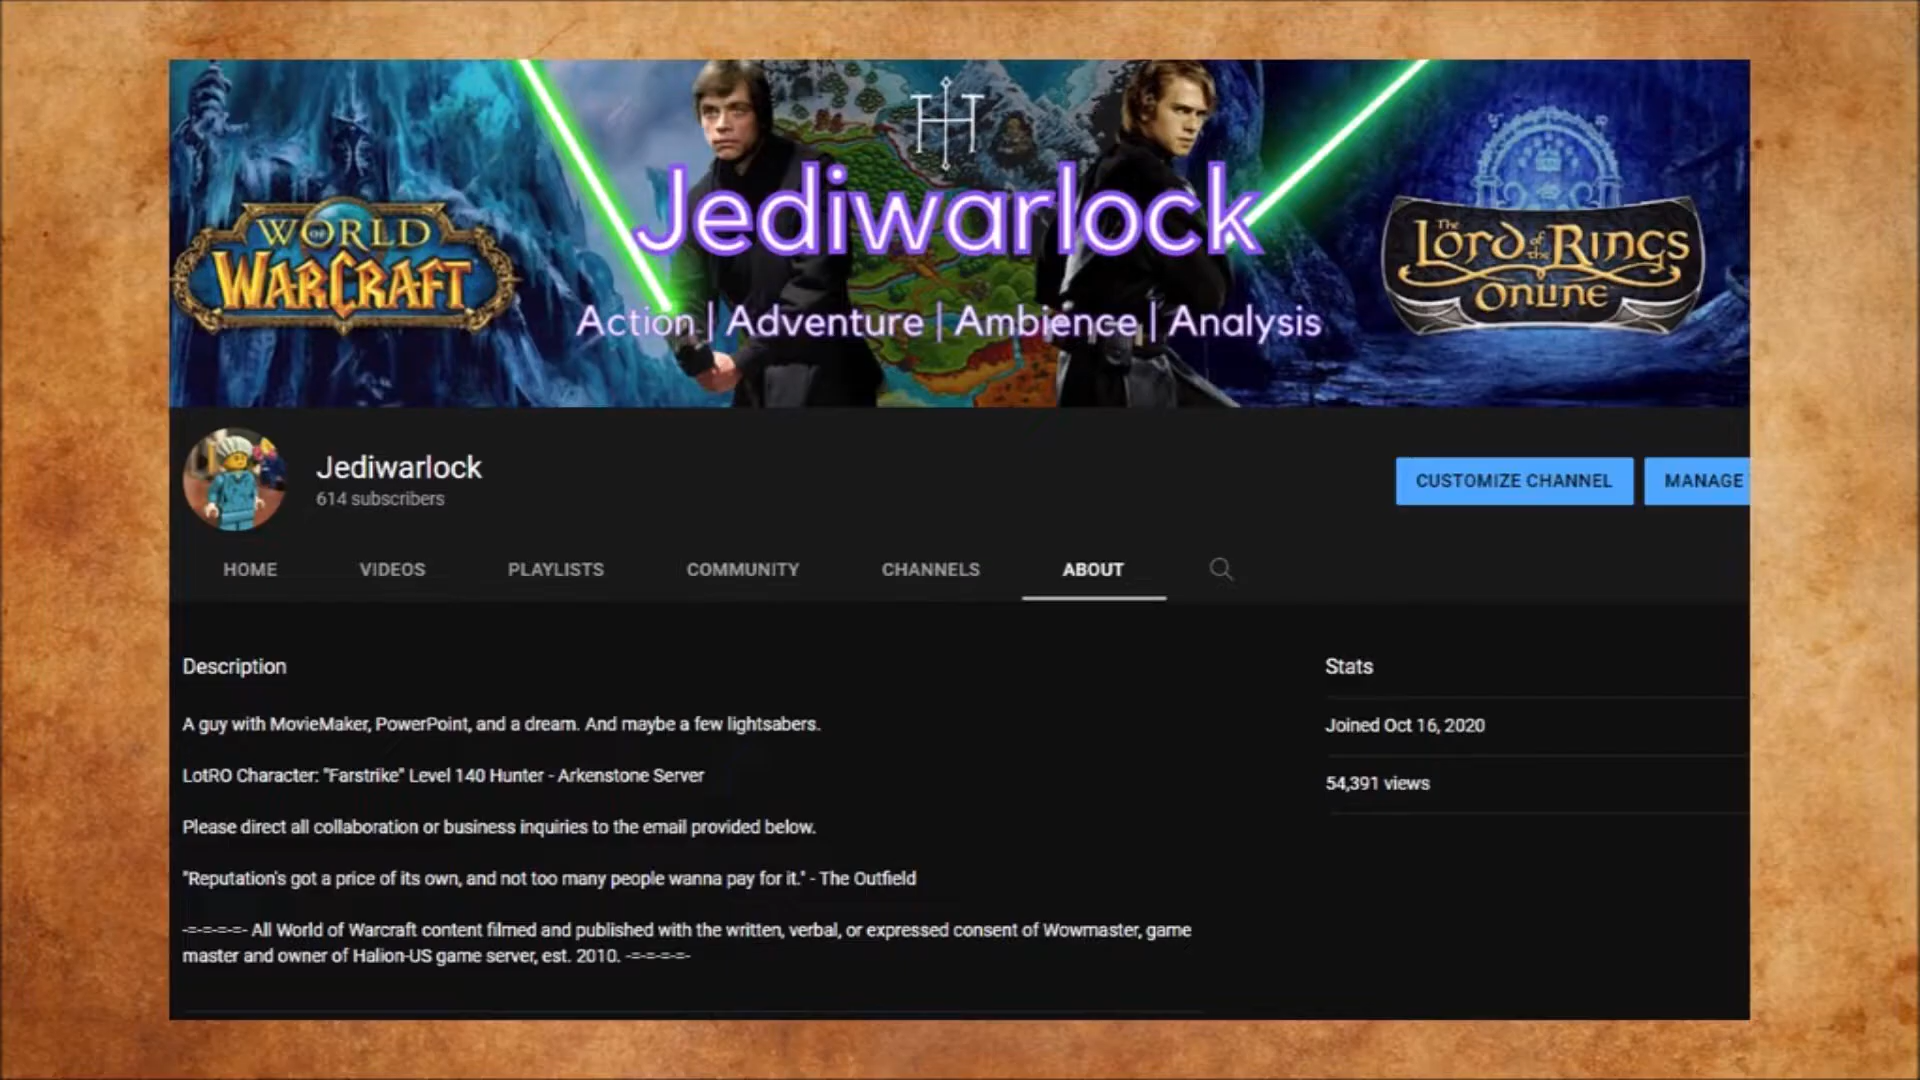 WORLD
OF
WARCRAFT
Jediwarlock
Action | Adventure | Ambience | Analysis
The
LORD of the RINGS
ONLINE
Jediwarlock
614 subscribers
CUSTOMIZE CHANNEL
MANAGE
HOME
VIDEOS
PLAYLISTS
COMMUNITY
CHANNELS
ABOUT
Description
A guy with MovieMaker, PowerPoint, and a dream. And maybe a few lightsabers.
LotRO Character: "Farstrike" Level 140 Hunter - Arkenstone Server
Please direct all collaboration or business inquiries to the email provided below.
"Reputation's got a price of its own, and not too many people wanna pay for it." - The Outfield
-=-=-=-=- All World of Warcraft content filmed and published with the written, verbal, or expressed consent of Wowmaster, game
master and owner of Halion-US game server, est. 2010. -=-=-=-=-
Stats
Joined Oct 16, 2020
54,391 views